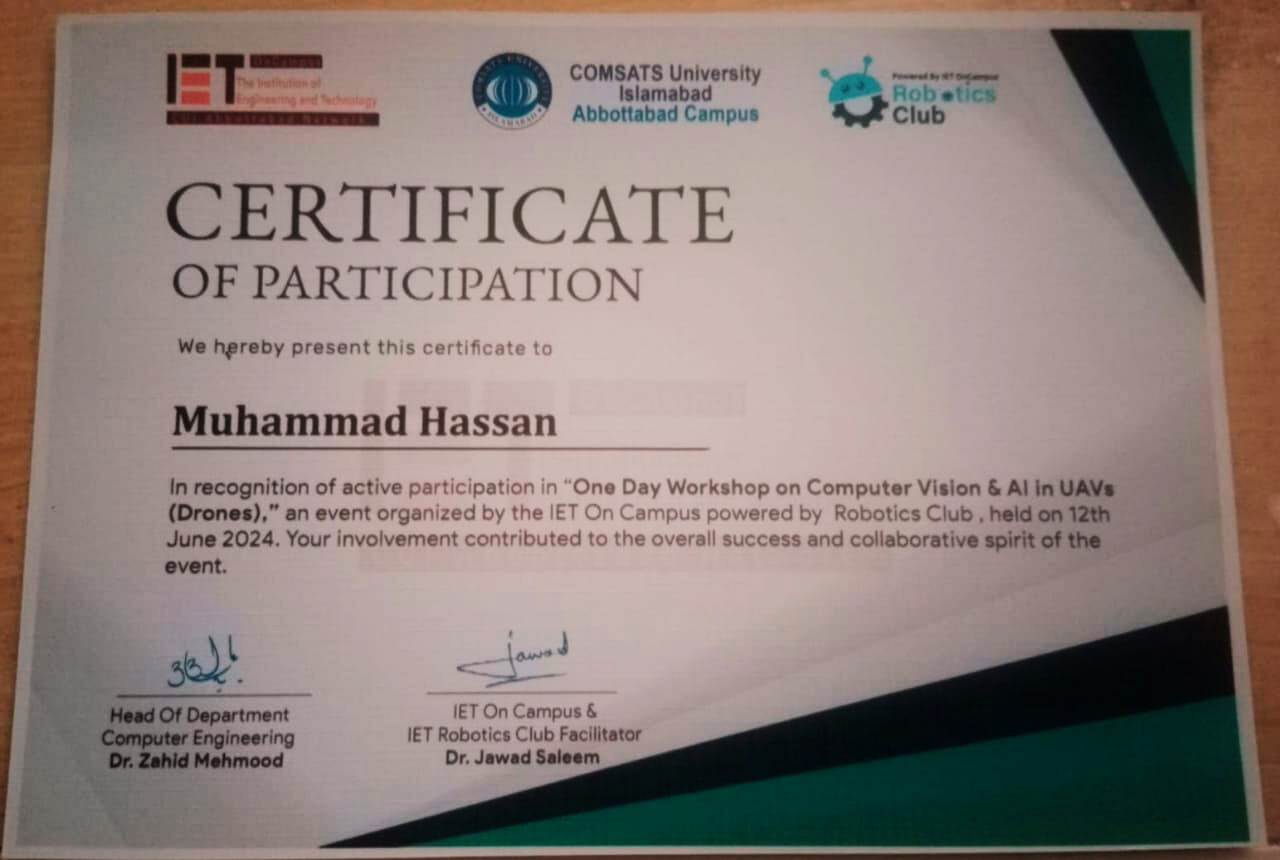 IET
OnCampus
The Institution of
Engineering and Technology
CUI Abbottabad Network
COMSATS University
Islamabad
Abbottabad Campus
Powered By IET OnCampus
Robotics
Club
CERTIFICATE
OF PARTICIPATION
We hereby present this certificate to
Muhammad Hassan
In recognition of active participation in “One Day Workshop on Computer Vision & AI in UAVs
(Drones),” an event organized by the IET On Campus powered by Robotics Club , held on 12th
June 2024. Your involvement contributed to the overall success and collaborative spirit of the
event.
Jawad
Head Of Department
Computer Engineering
Dr. Zahid Mehmood
IET On Campus &
IET Robotics Club Facilitator
Dr. Jawad Saleem